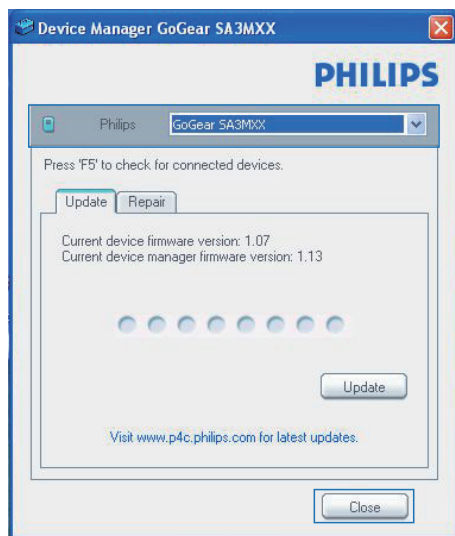 Device Manager GoGear SA3MXX
PHILIPS
Philips GoGear SA3MXX
Press 'F5' to check for connected devices.
Update Repair
Current device firmware version: 1.07
Current device manager firmware version: 1.13
Update
Visit www.p4c.philips.com for latest updates.
Close